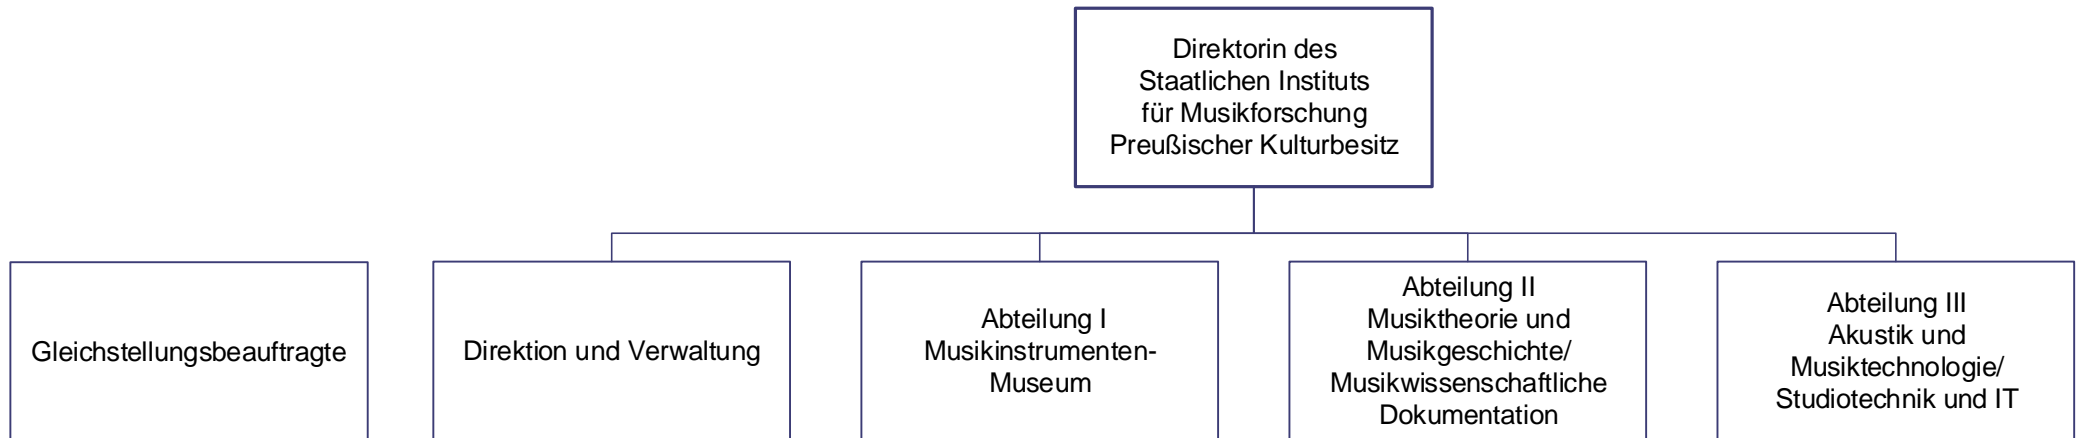 Direktorin des
Staatlichen Instituts
für Musikforschung
Preußischer Kulturbesitz
Gleichstellungsbeauftragte
Direktion und Verwaltung
Abteilung I
Musikinstrumenten-
Museum
Abteilung II
Musiktheorie und
Musikgeschichte/
Musikwissenschaftliche
Dokumentation
Abteilung III
Akustik und
Musiktechnologie/
Studiotechnik und IT